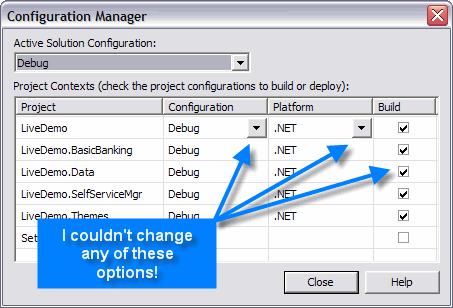 Configuration Manager
Active Solution Configuration:
Debug
Project Contexts (check the project configurations to build or deploy):
Project Configuration Platform Build
LiveDemo Debug .NET
LiveDemo.BasicBanking Debug .NET
LiveDemo.Data Debug .NET
LiveDemo.SelfServiceMgr Debug .NET
LiveDemo.Themes Debug .NET
I couldn't change
any of these
options!
Close Help